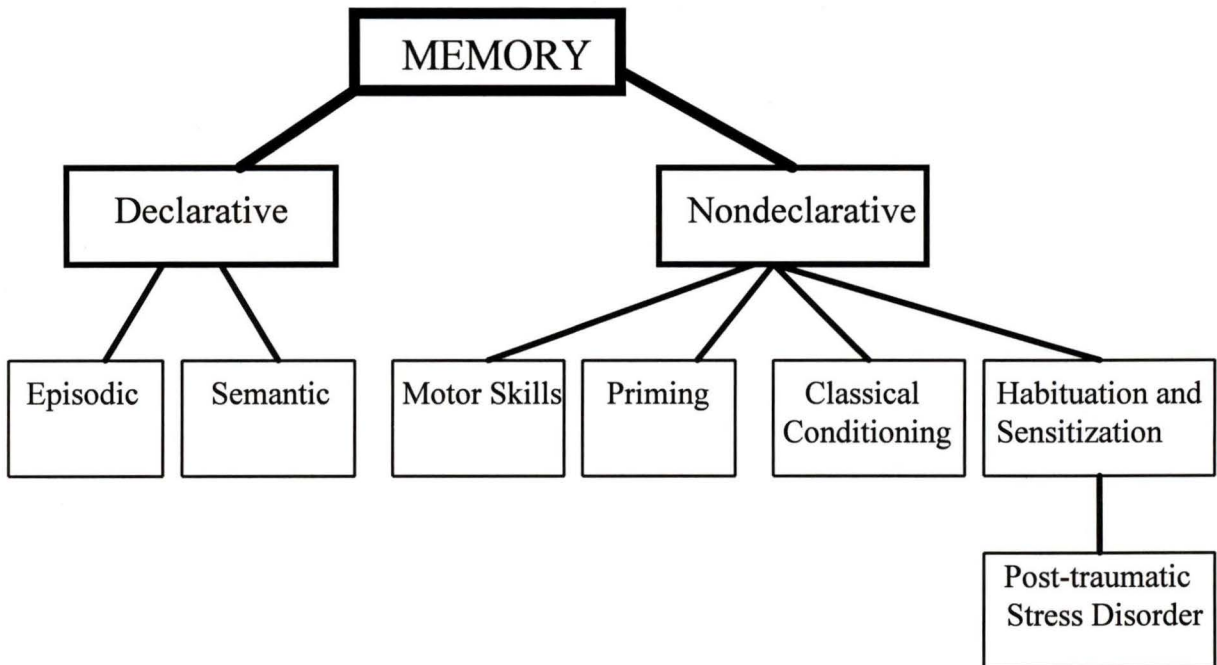 MEMORY
Declarative
Nondeclarative
Episodic
Semantic
Motor Skills
Priming
Classical
Conditioning
Habituation and
Sensitization
Post-traumatic
Stress Disorder